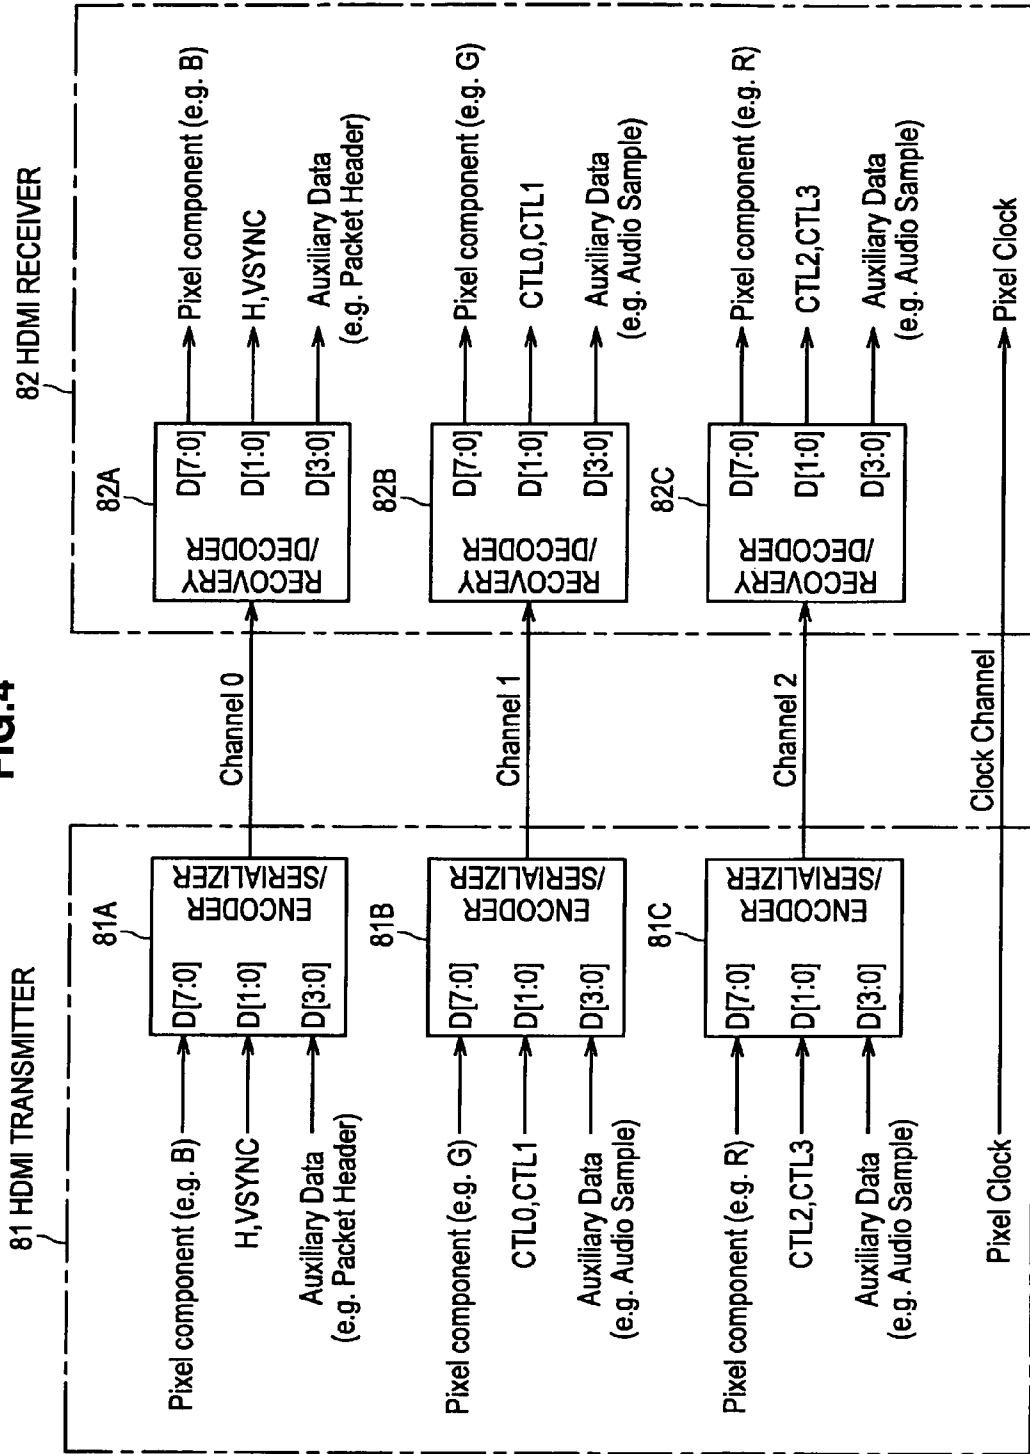 FIG.4
81 HDMI TRANSMITTER
81A
Pixel component (e.g. B)
H,VSYNC
Auxiliary Data
(e.g. Packet Header)
D[7:0]
D[1:0]
D[3:0]
ENCODER
/SERIALIZER
81B
Pixel component (e.g. G)
CTL0,CTL1
Auxiliary Data
(e.g. Audio Sample)
D[7:0]
D[1:0]
D[3:0]
ENCODER
/SERIALIZER
81C
Pixel component (e.g. R)
CTL2,CTL3
Auxiliary Data
(e.g. Audio Sample)
D[7:0]
D[1:0]
D[3:0]
ENCODER
/SERIALIZER
Pixel Clock
Channel 0
Channel 1
Channel 2
Clock Channel
82 HDMI RECEIVER
82A
RECOVERY
/DECODER
D[7:0]
D[1:0]
D[3:0]
Pixel component (e.g. B)
H,VSYNC
Auxiliary Data
(e.g. Packet Header)
82B
RECOVERY
/DECODER
D[7:0]
D[1:0]
D[3:0]
Pixel component (e.g. G)
CTL0,CTL1
Auxiliary Data
(e.g. Audio Sample)
82C
RECOVERY
/DECODER
D[7:0]
D[1:0]
D[3:0]
Pixel component (e.g. R)
CTL2,CTL3
Auxiliary Data
(e.g. Audio Sample)
Pixel Clock